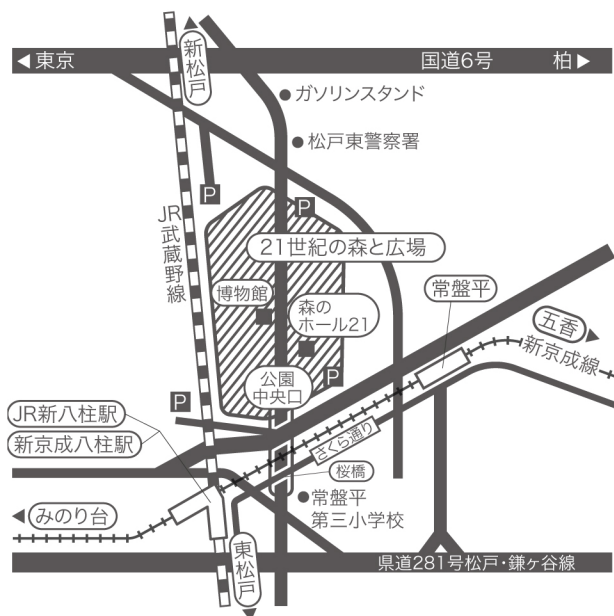 ◀東京
新松戸
国道6号
柏▶
ガソリンスタンド
松戸東警察署
P
P
JR武蔵野線
21世紀の森と広場
博物館
森の
ホール21
常盤平
五香
新京成線
公園
中央口
P
P
JR新八柱駅
新京成八柱駅
さくら通り
桜橋
みのり台
常盤平
第三小学校
東松戸
県道281号松戸・鎌ヶ谷線